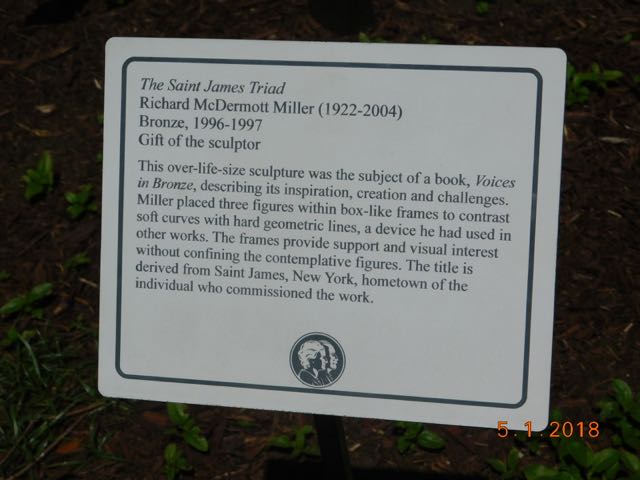 The Saint James Triad
Richard McDermott Miller (1922-2004)
Bronze, 1996-1997
Gift of the sculptor
This over-life-size sculpture was the subject of a book, Voices
in Bronze, describing its inspiration, creation and challenges.
Miller placed three figures within box-like frames to contrast
soft curves with hard geometric lines, a device he had used in
other works. The frames provide support and visual interest
without confining the contemplative figures. The title is
derived from Saint James, New York, hometown of the
individual who commissioned the work.
5.1.2018